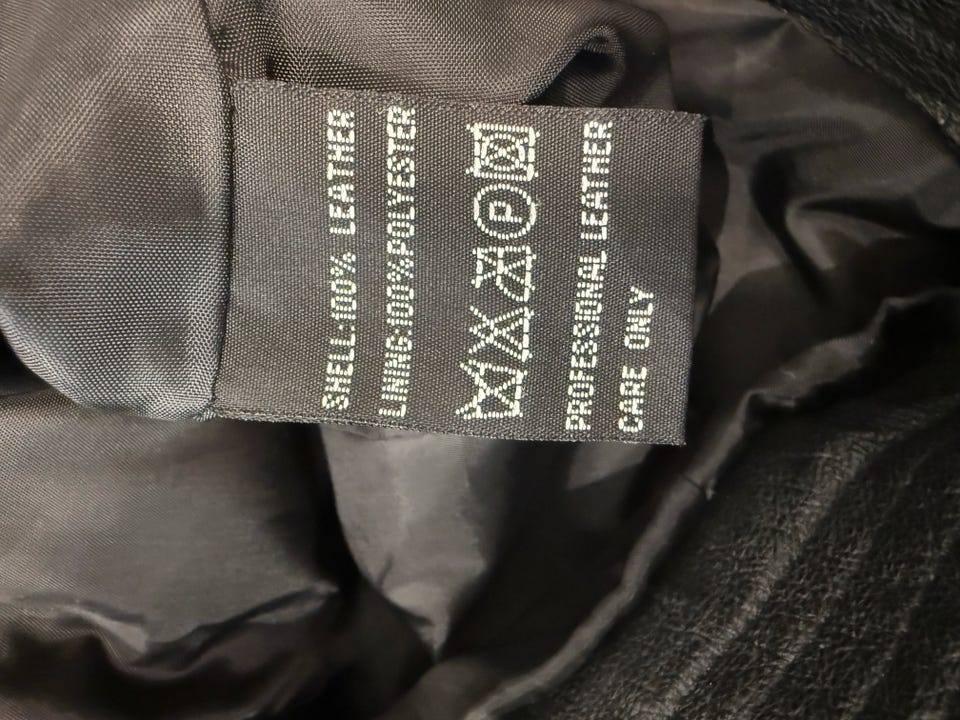 SHELL:100% LEATHER
LINING:100%POLYESTER
P
PROFESSIONAL LEATHER
CARE ONLY